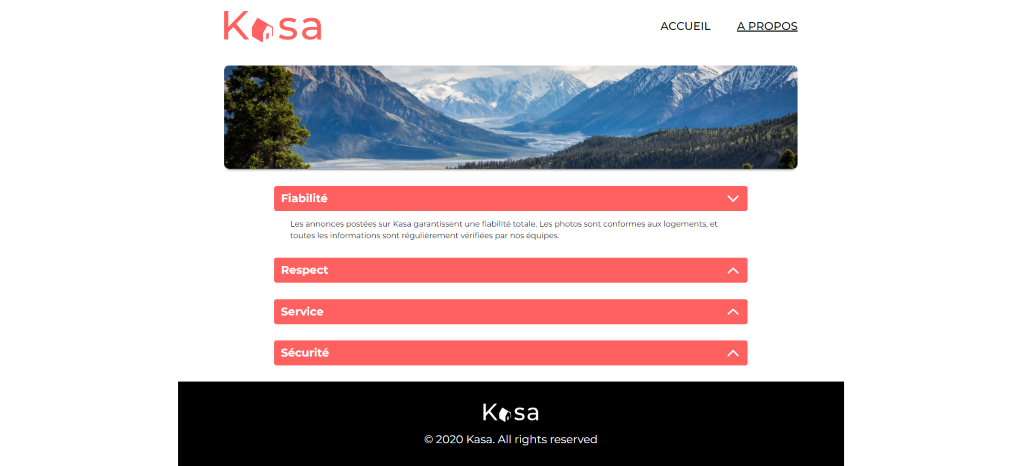 Kasa
ACCUEIL
A PROPOS
Fiabilité
Les annonces postées sur Kasa garantissent une fiabilité totale. Les photos sont conformes aux logements, et
toutes les informations sont régulièrement vérifiées par nos équipes.
Respect
Service
Sécurité
Kasa
© 2020 Kasa. All rights reserved